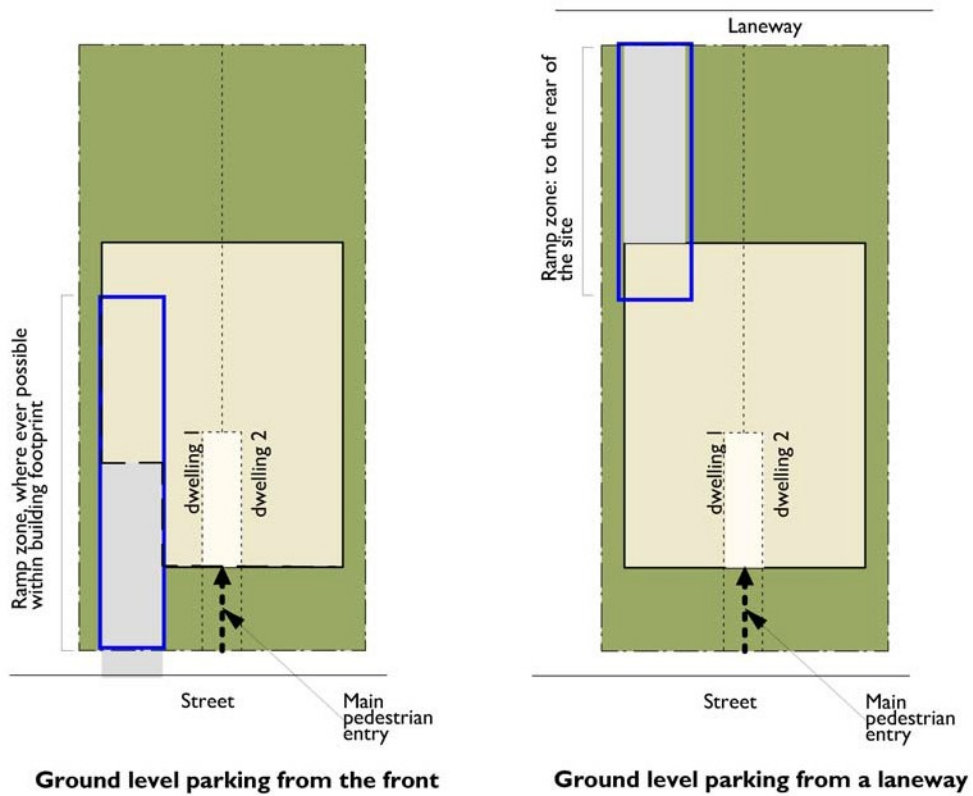 Ramp zone, where ever possible
within building footprint
dwelling 1
dwelling 2
Street
Main
pedestrian
entry
Ground level parking from the front
Laneway
Ramp zone: to the rear of
the site
dwelling 1
dwelling 2
Street
Main
pedestrian
entry
Ground level parking from a laneway